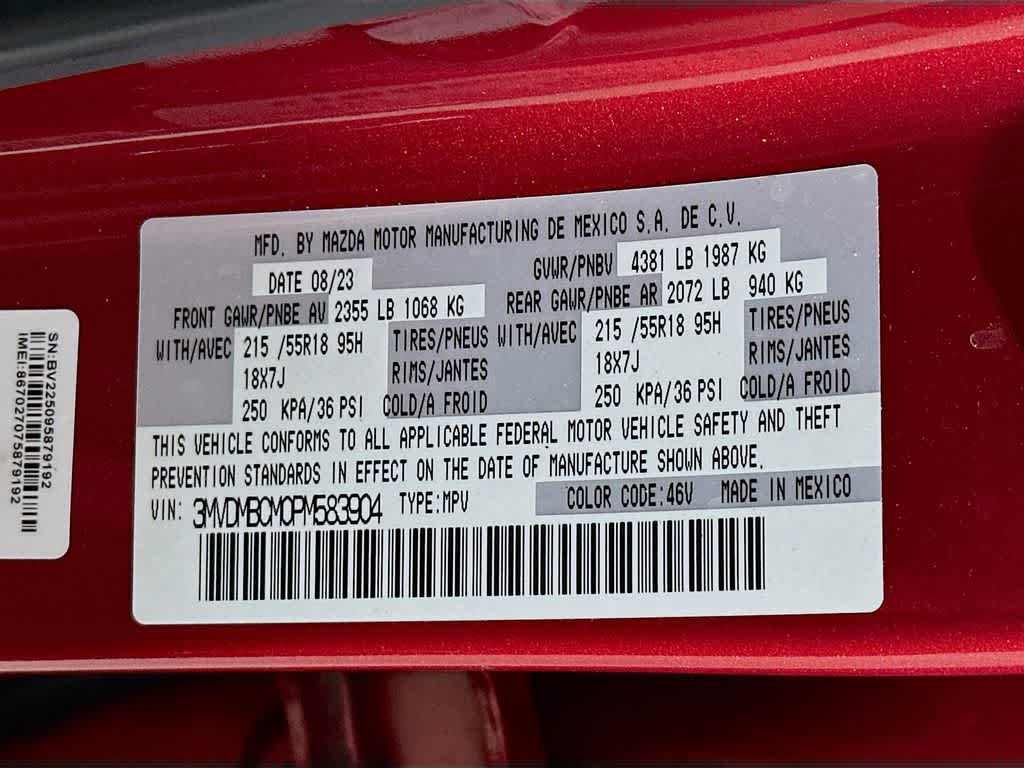 SN:BV225095879192
IMEI:867027075879192
MFD. BY MAZDA MOTOR MANUFACTURING DE MEXICO S.A. DE C.V.
DATE 08/23 GVWR/PNBV 4381 LB 1987 KG
FRONT GAWR/PNBE AV 2355 LB 1068 KG REAR GAWR/PNBE AR 2072 LB 940 KG
WITH/AVEC 215 /55R18 95H TIRES/PNEUS WITH/AVEC 215 /55R18 95H TIRES/PNEUS
18X7J RIMS/JANTES 18X7J RIMS/JANTES
250 KPA/36 PSI COLD/A FROID 250 KPA/36 PSI COLD/A FROID
THIS VEHICLE CONFORMS TO ALL APPLICABLE FEDERAL MOTOR VEHICLE SAFETY AND THEFT
PREVENTION STANDARDS IN EFFECT ON THE DATE OF MANUFACTURE SHOWN ABOVE.
VIN: 3MVDMBCM0PM583904 TYPE:MPV COLOR CODE:46V MADE IN MEXICO